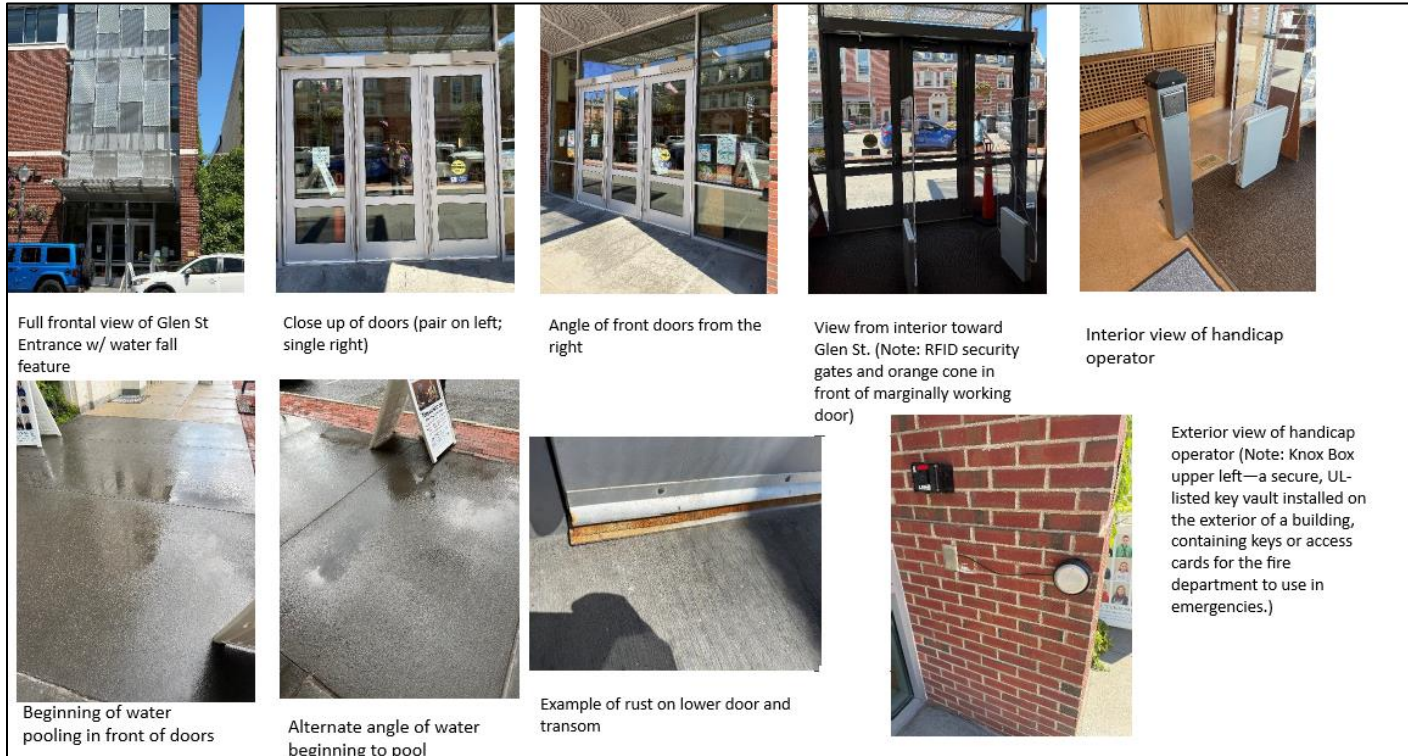 Full frontal view of Glen St
Entrance w/ water fall
feature
Close up of doors (pair on left;
single right)
Angle of front doors from the
right
View from interior toward
Glen St. (Note: RFID security
gates and orange cone in
front of marginally working
door)
Interior view of handicap
operator
Beginning of water
pooling in front of doors
Alternate angle of water
beginning to pool
Example of rust on lower door and
transom
Exterior view of handicap
operator (Note: Knox Box
upper left—a secure, UL-
listed key vault installed on
the exterior of a building,
containing keys or access
cards for the fire
department to use in
emergencies.)